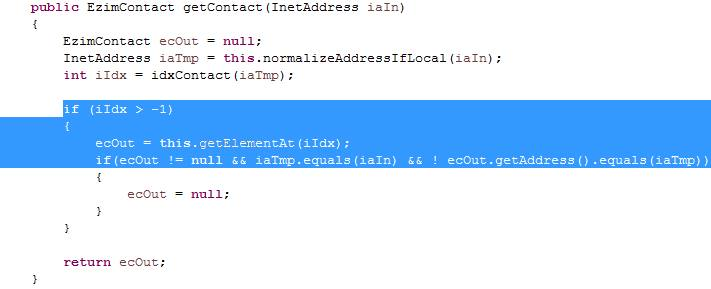 public EzimContact getContact(InetAddress iaIn)
{
EzimContact ecOut = null;
InetAddress iaTmp = this.normalizeAddressIfLocal(iaIn);
int iIdx = idxContact(iaTmp);
if (iIdx > -1)
{
ecOut = this.getElementAt(iIdx);
if(ecOut != null && iaTmp.equals(iaIn) && ! ecOut.getAddress().equals(iaTmp))
{
ecOut = null;
}
}
return ecOut;
}